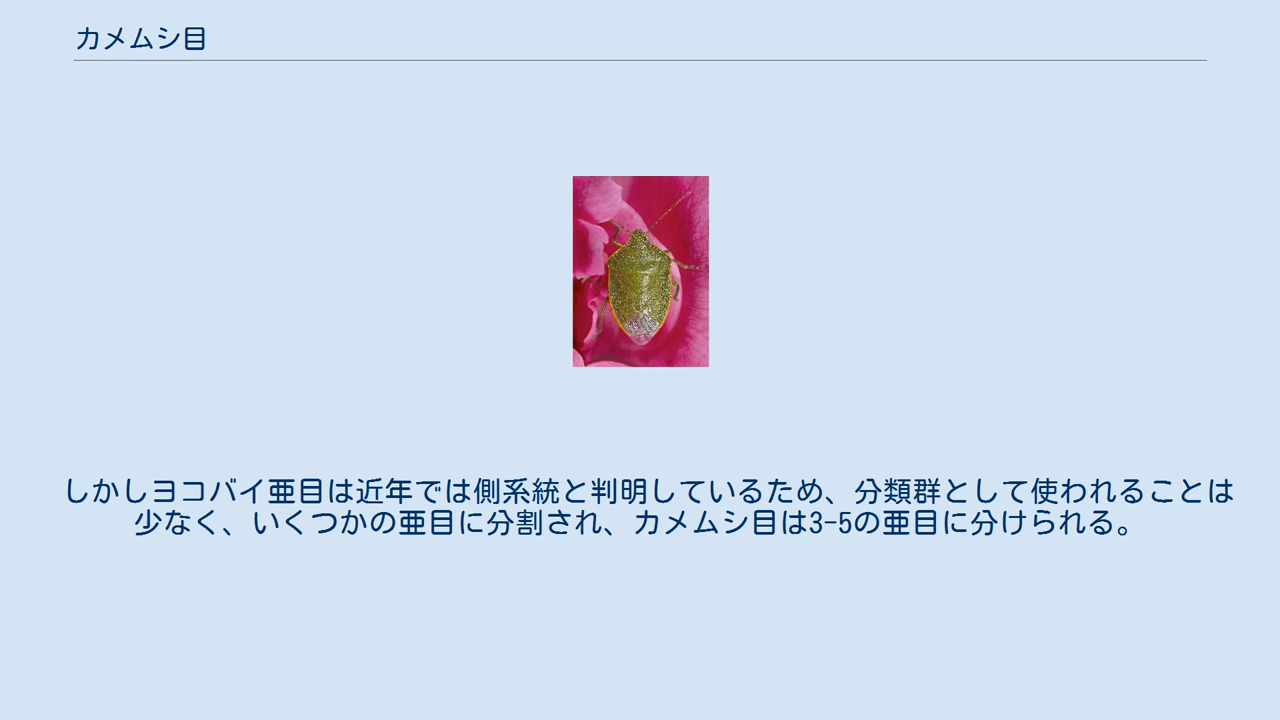 カメムシ目
しかしヨコバイ亜目は近年では側系統と判明しているため、分類群として使われることは
少なく、いくつかの亜目に分割され、カメムシ目は3-5の亜目に分けられる。